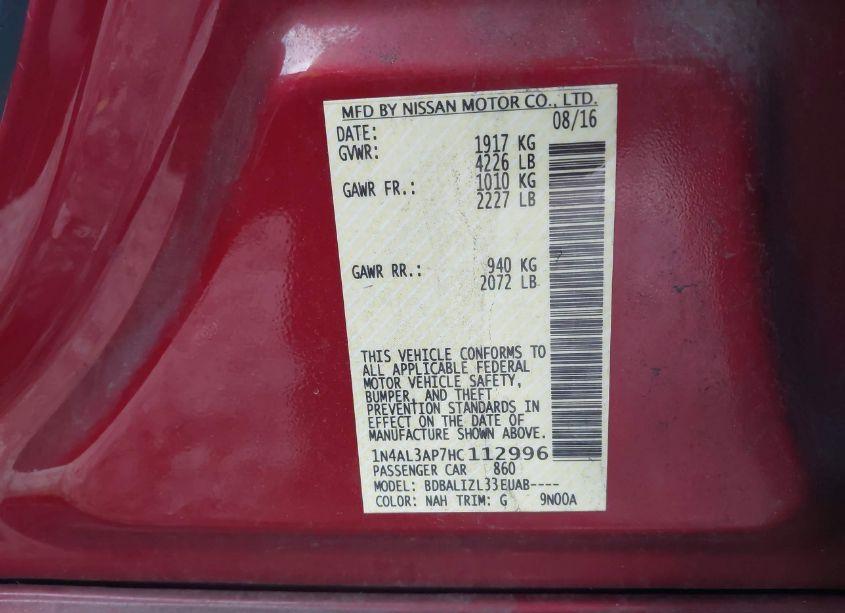 MFD BY NISSAN MOTOR CO., LTD.
DATE: 08/16
GVWR: 1917 KG
4226 LB
GAWR FR.: 1010 KG
2227 LB
GAWR RR.: 940 KG
2072 LB
THIS VEHICLE CONFORMS TO
ALL APPLICABLE FEDERAL
MOTOR VEHICLE SAFETY,
BUMPER, AND THEFT
PREVENTION STANDARDS IN
EFFECT ON THE DATE OF
MANUFACTURE SHOWN ABOVE.
1N4AL3AP7HC112996
PASSENGER CAR 860
MODEL: BDBALIZL33EUAB----
COLOR: NAH TRIM: G 9N00A